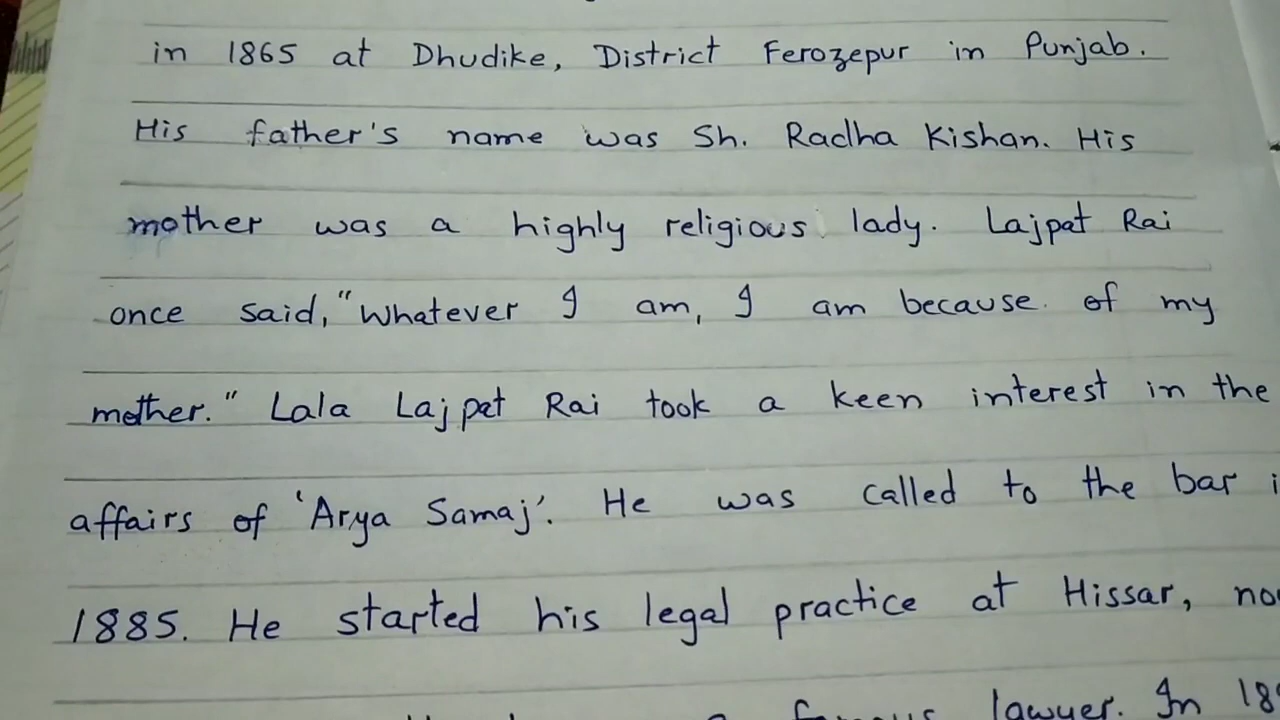 in 1865 at Dhudike, District Ferozepur in Punjab.
His father's name was Sh. Radha Kishan. His
mother was a highly religious lady. Lajpat Rai
once said, "Whatever I am, I am because of my
mother." Lala Lajpat Rai took a keen interest in the
affairs of 'Arya Samaj'. He was called to the bar
1885. He started his legal practice at Hissar,
lawyer. In